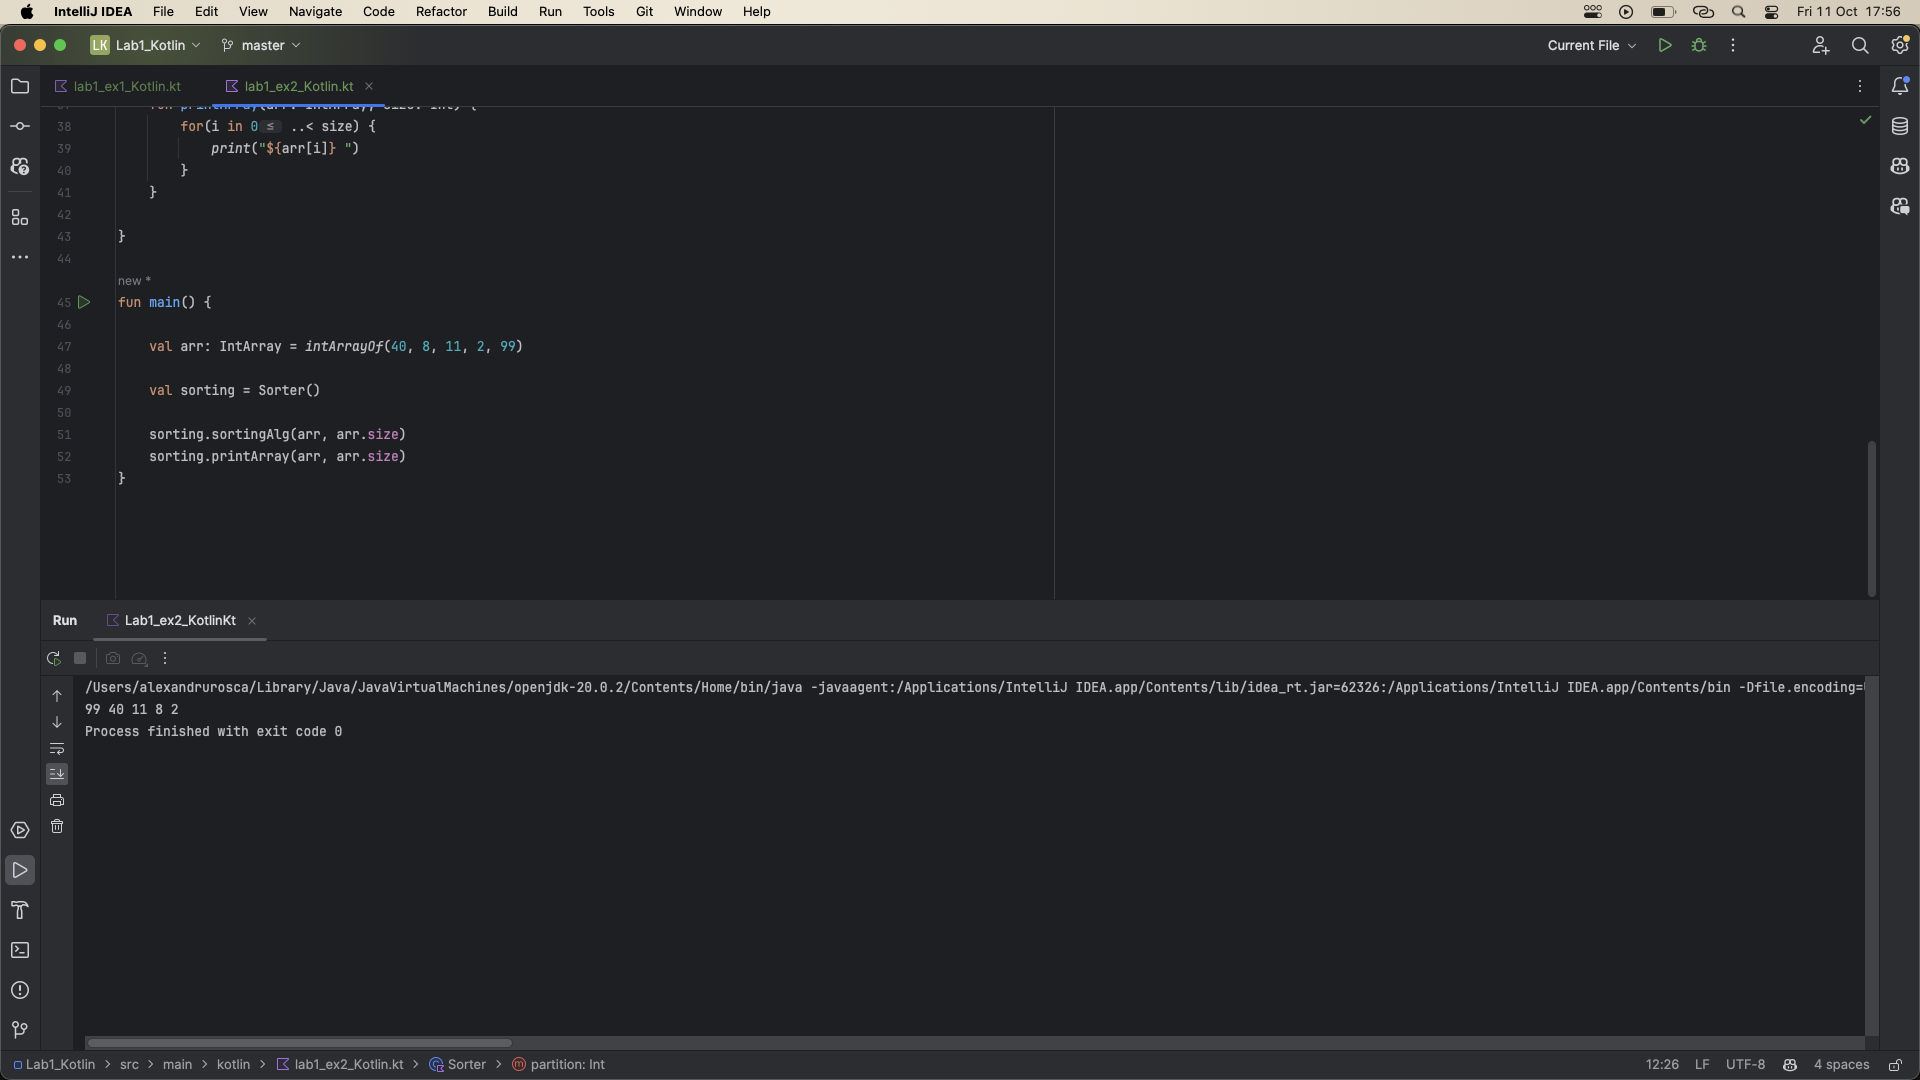 IntelliJ IDEA File Edit View Navigate Code Refactor Build Run Tools Git Window Help Fri 11 Oct 17:56
LK Lab1_Kotlin master Current File
lab1_ex1_Kotlin.kt lab1_ex2_Kotlin.kt
37 fun printArray(arr: IntArray, size: Int) {
38 for(i in 0 ≤ ..< size) {
39 print("${arr[i]} ")
40 }
41 }
42
43 }
44
new *
45 fun main() {
46
47 val arr: IntArray = intArrayOf(40, 8, 11, 2, 99)
48
49 val sorting = Sorter()
50
51 sorting.sortingAlg(arr, arr.size)
52 sorting.printArray(arr, arr.size)
53 }
Run Lab1_ex2_KotlinKt
/Users/alexandrurosca/Library/Java/JavaVirtualMachines/openjdk-20.0.2/Contents/Home/bin/java -javaagent:/Applications/IntelliJ IDEA.app/Contents/lib/idea_rt.jar=62326:/Applications/IntelliJ IDEA.app/Contents/bin -Dfile.encoding=
99 40 11 8 2
Process finished with exit code 0
Lab1_Kotlin > src > main > kotlin > lab1_ex2_Kotlin.kt > Sorter > partition: Int 12:26 LF UTF-8 4 spaces